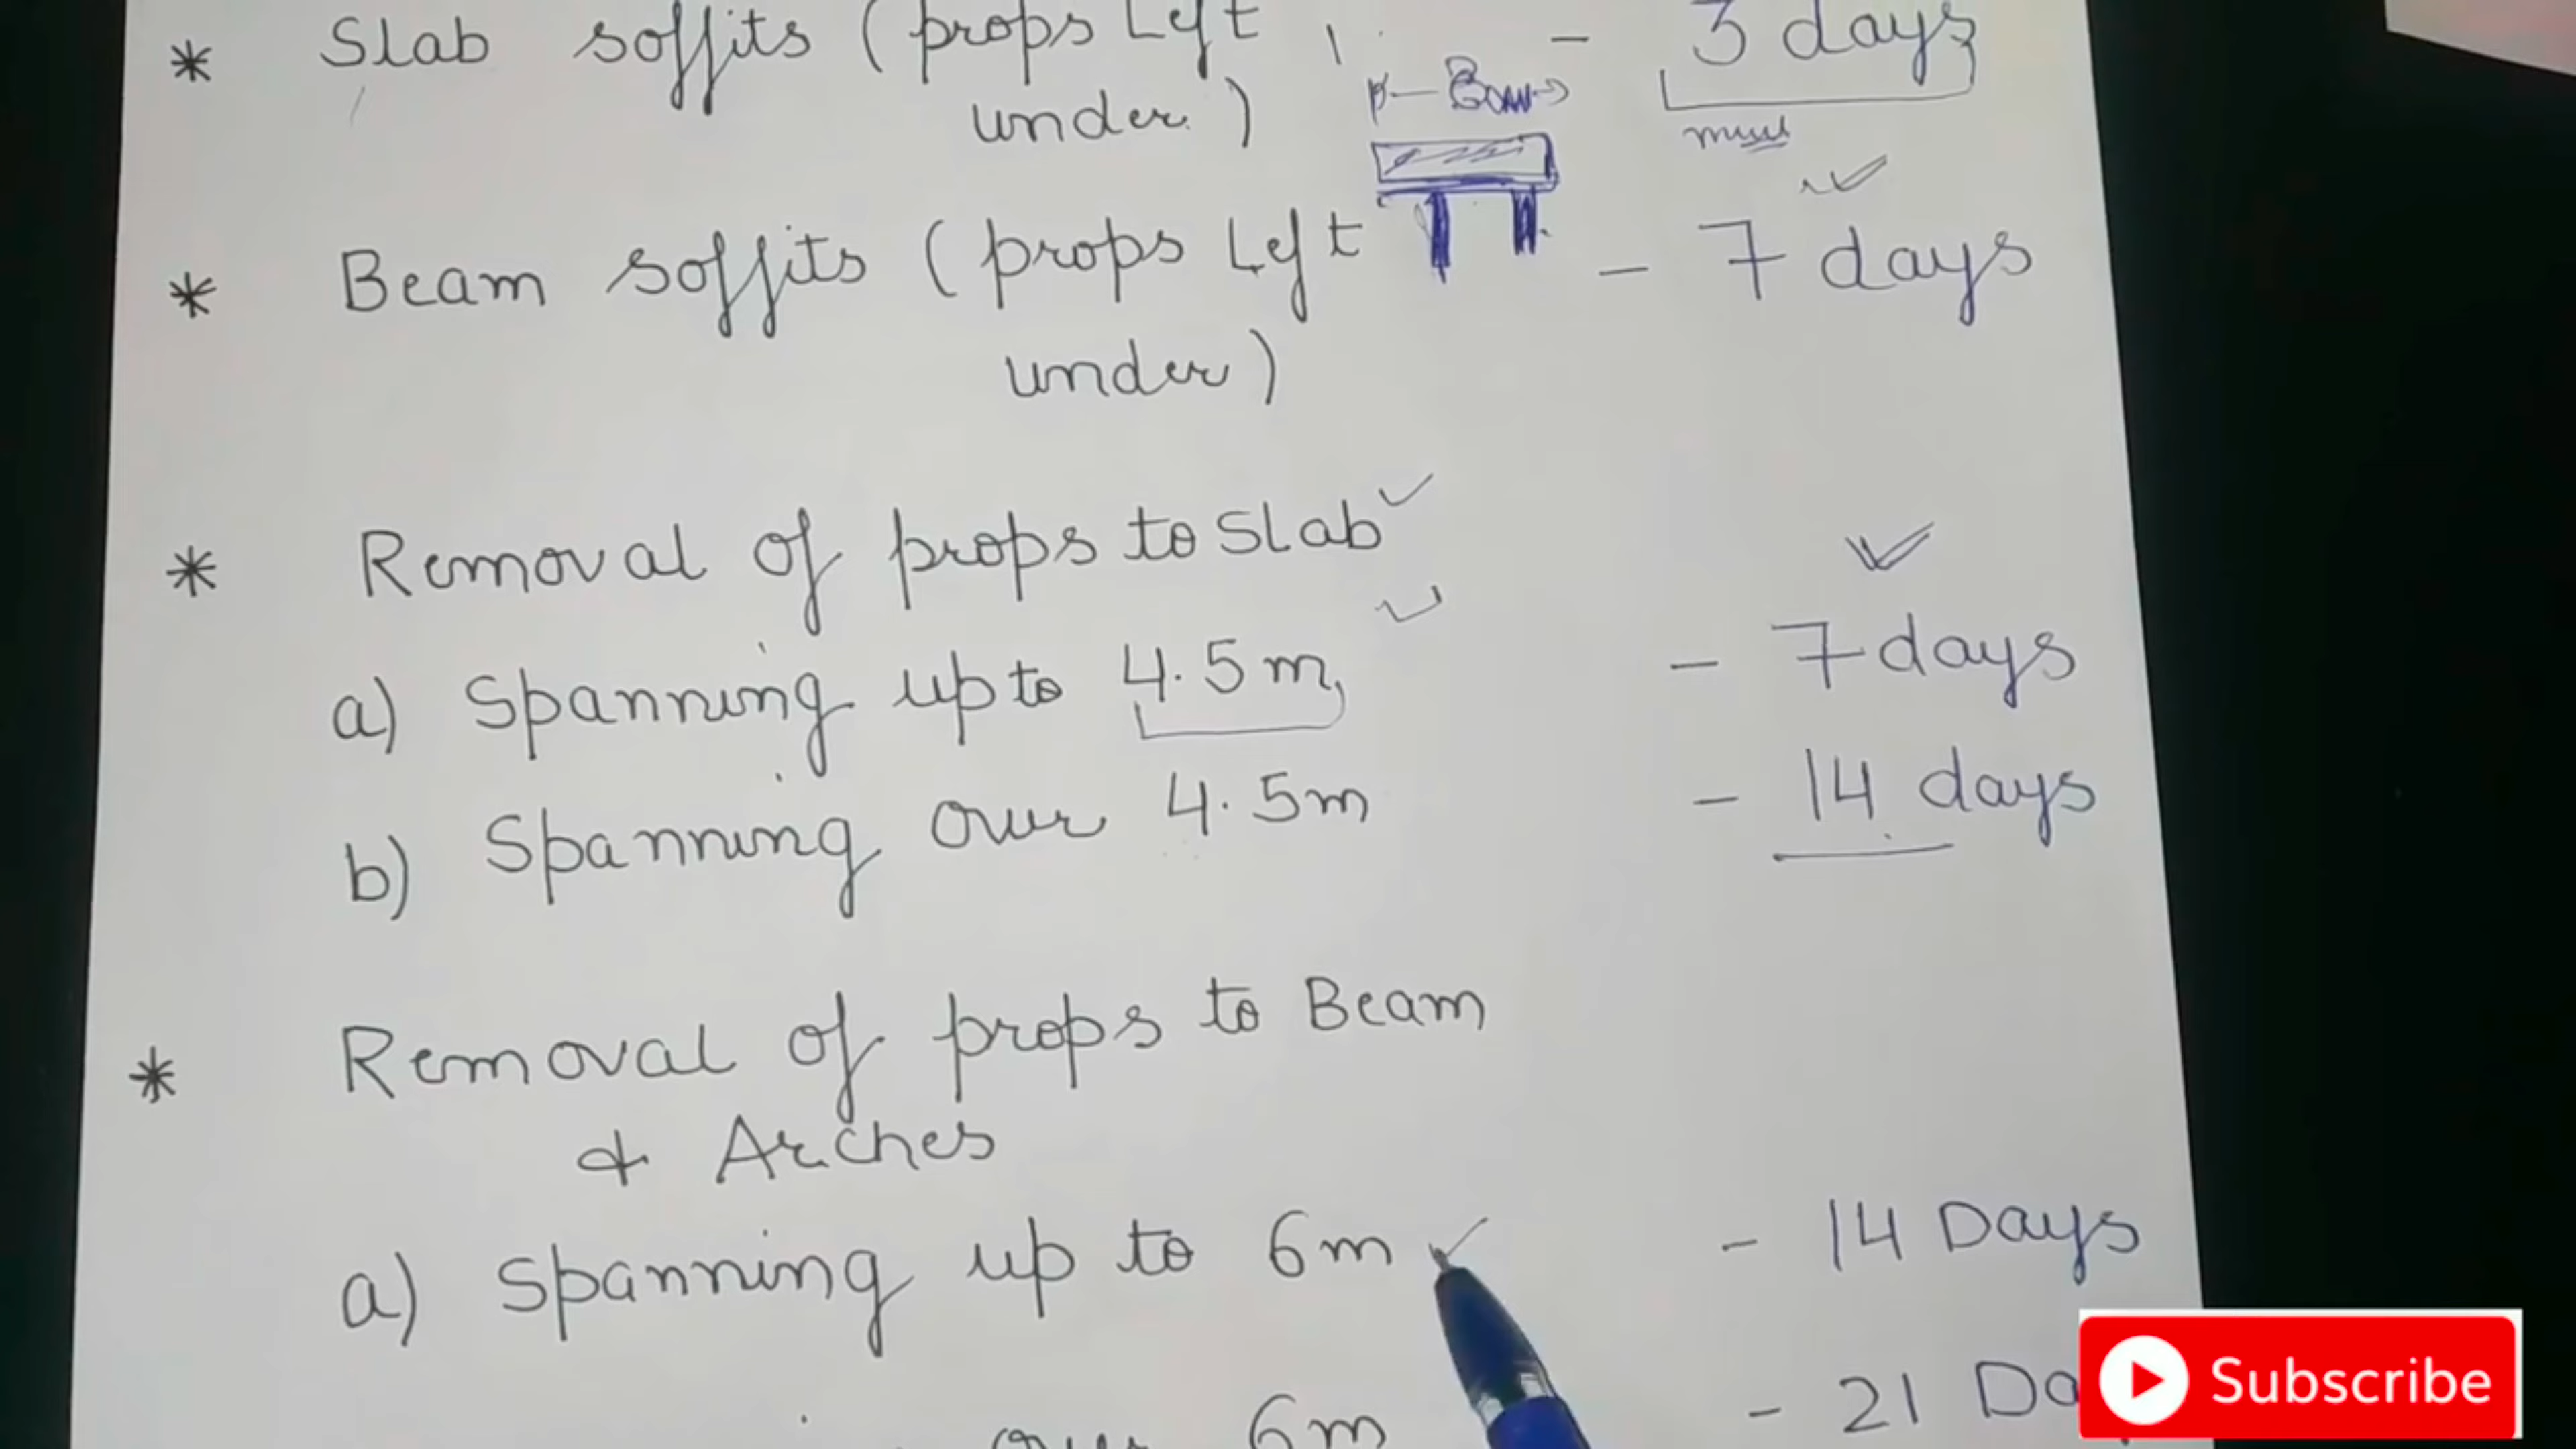 * Slab soffits (props Left - 3 days
under)
Beam
must
* Beam soffits (props Left - 7 days
under)
* Removal of props to Slab
a) Spanning up to 4.5m - 7 days
b) Spanning over 4.5m - 14 days
* Removal of props to Beam
& Arches
a) Spanning up to 6m - 14 Days
over 6m - 21
Subscribe